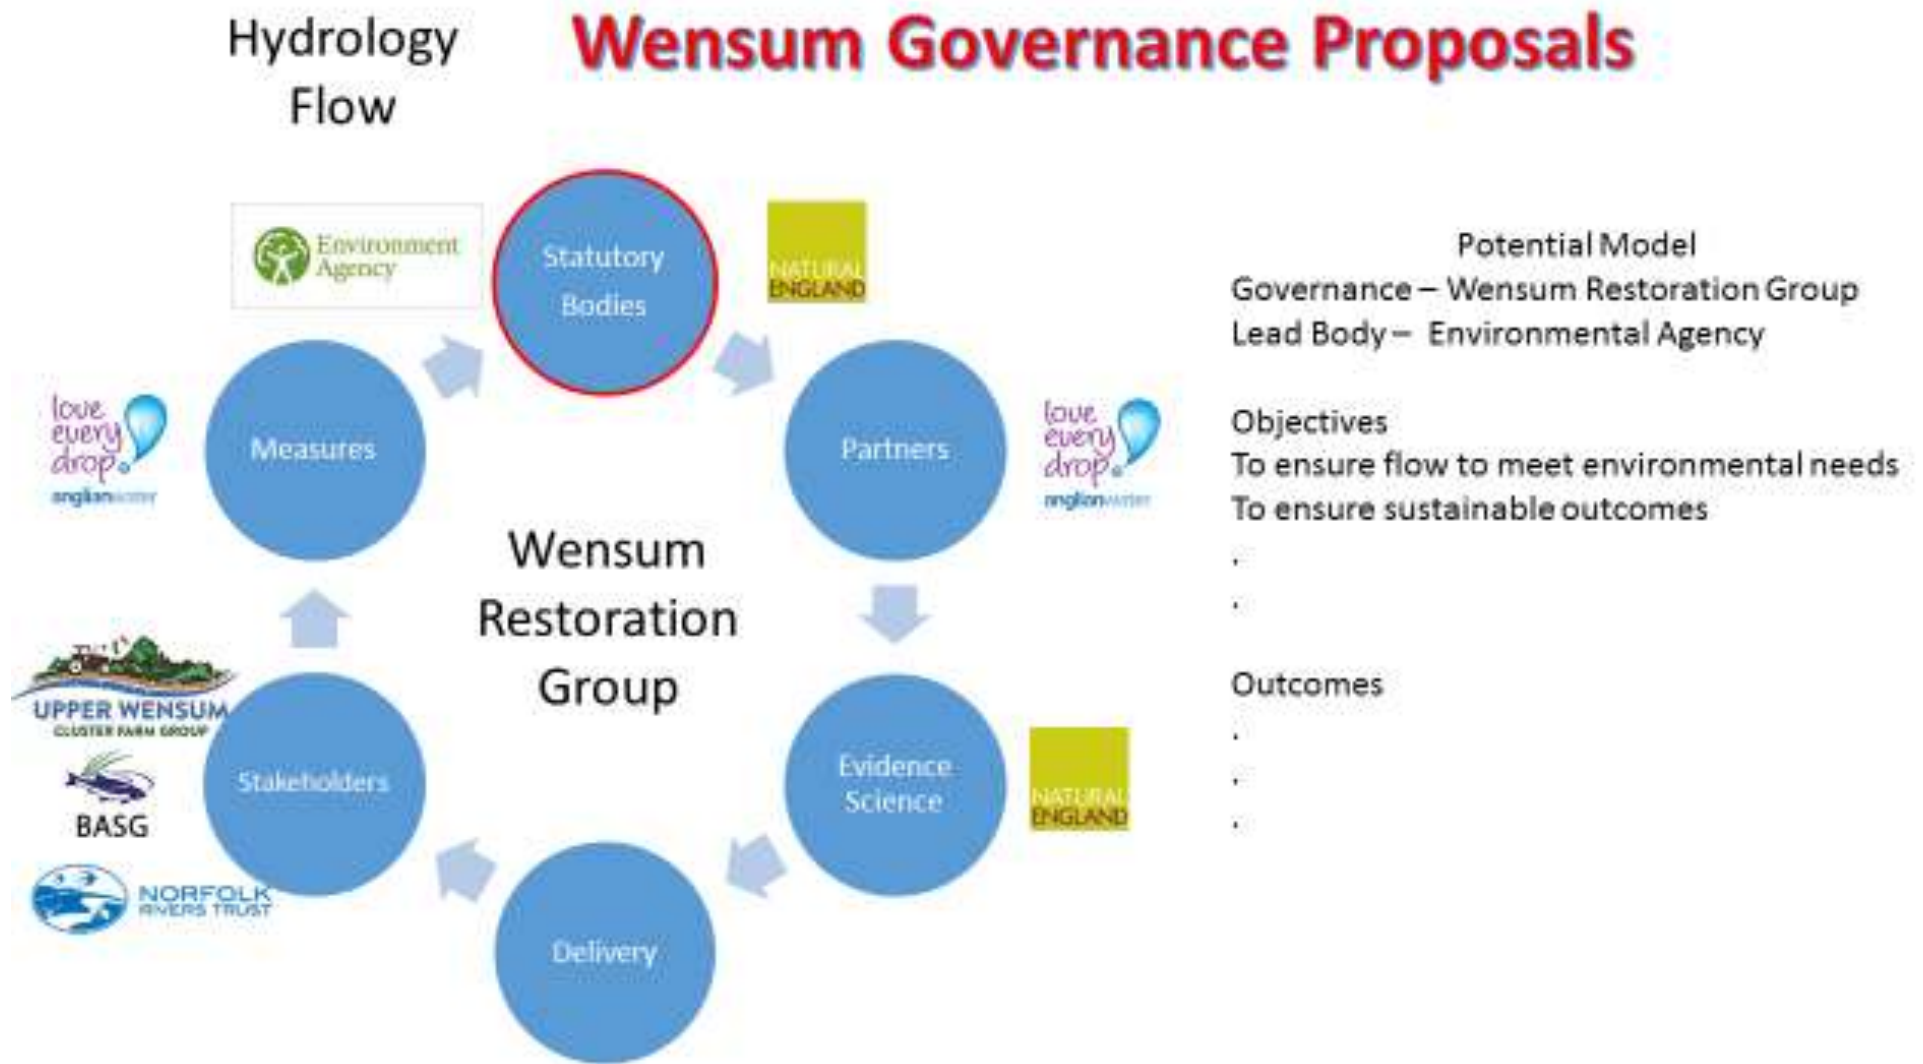 Hydrology
Flow
Wensum Governance Proposals
Environment
Agency
Statutory
Bodies
NATURAL
ENGLAND
Measures
love
every
drop.
anglianwater
Partners
love
every
drop.
anglianwater
Wensum
Restoration
Group
UPPER WENSUM
CLUSTER FARM GROUP
BASG
NORFOLK
RIVERS TRUST
Stakeholders
Evidence
Science
NATURAL
ENGLAND
Delivery
Potential Model
Governance – Wensum Restoration Group
Lead Body – Environmental Agency
Objectives
To ensure flow to meet environmental needs
To ensure sustainable outcomes
.
.
Outcomes
.
.
.